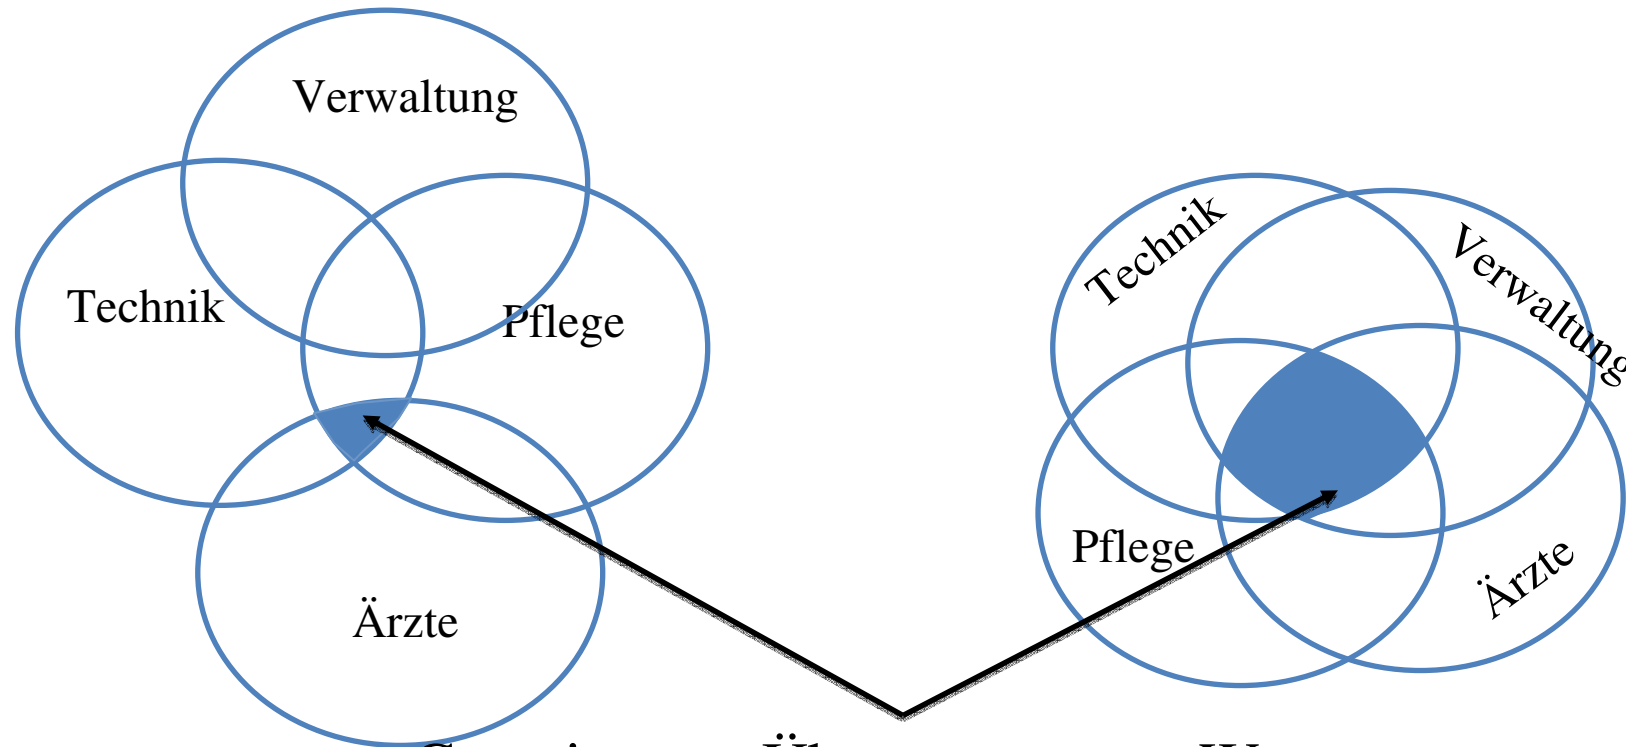 Verwaltung
Technik
Pflege
Ärzte
Technik
Verwaltung
Pflege
Ärzte